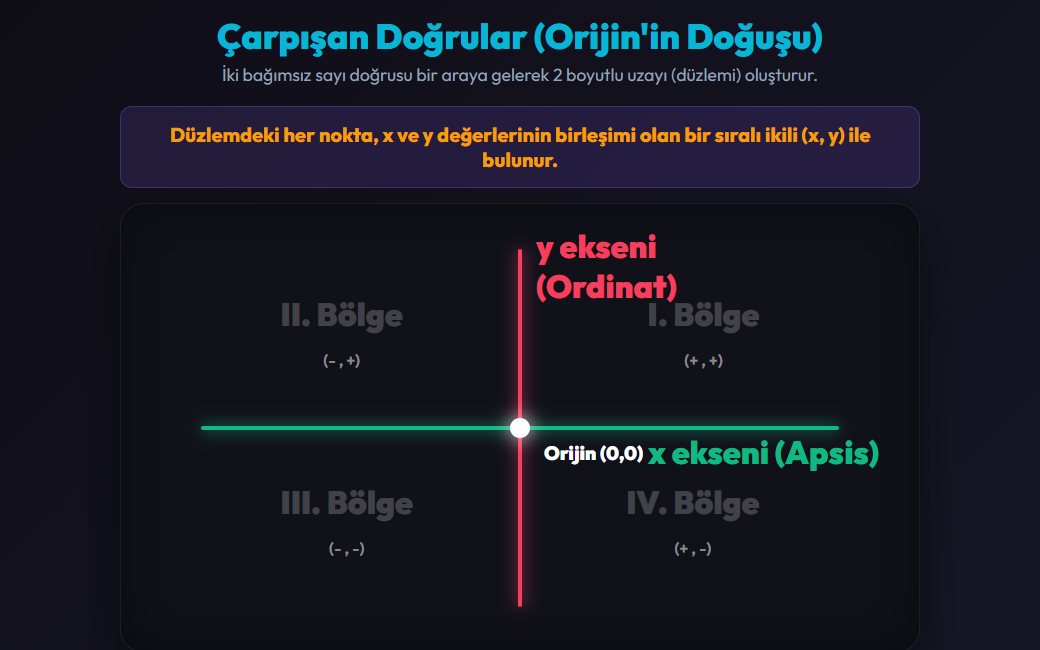 Çarpışan Doğrular (Orijin'in Doğuşu)
İki bağımsız sayı doğrusu bir araya gelerek 2 boyutlu uzayı (düzlemi) oluşturur.
Düzlemdeki her nokta, x ve y değerlerinin birleşimi olan bir sıralı ikili (x, y) ile
bulunur.
y ekseni
(Ordinat)
II. Bölge
I. Bölge
(- , +)
(+ , +)
Orijin (0,0)
x ekseni (Apsis)
III. Bölge
IV. Bölge
(- , -)
(+ , -)